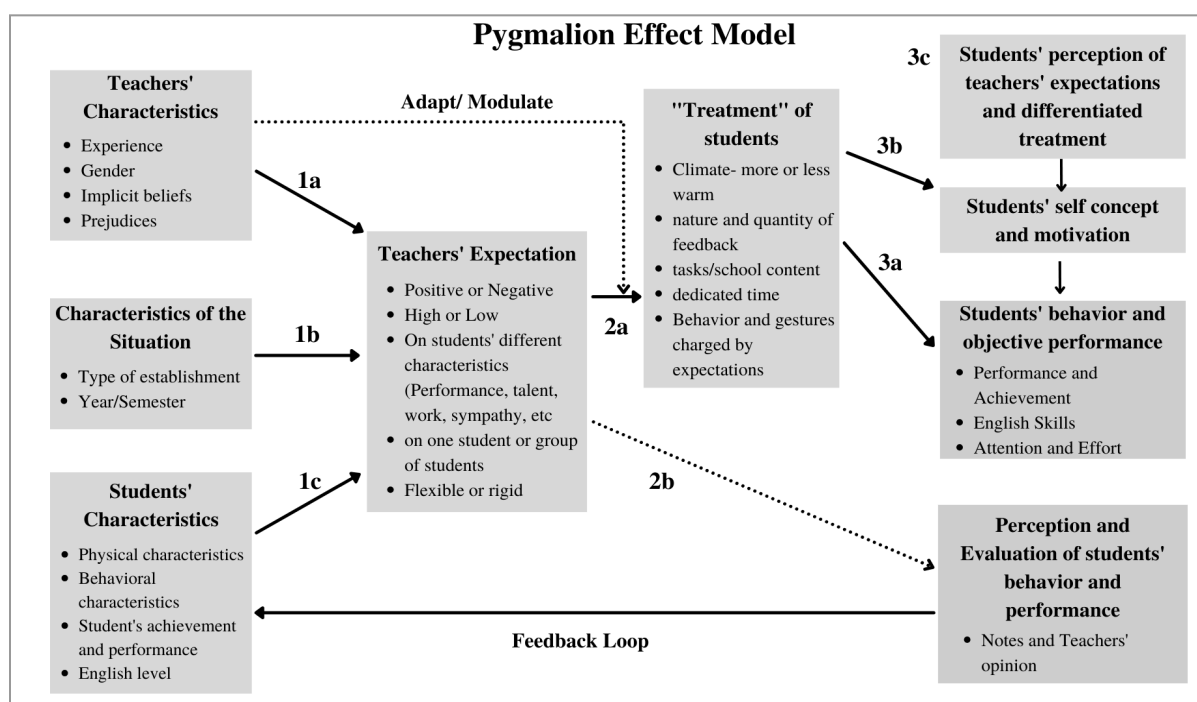 Pygmalion Effect Model
Teachers'
Characteristics
• Experience
• Gender
• Implicit beliefs
• Prejudices
1a
Adapt/ Modulate
Characteristics of the
Situation
• Type of establishment
• Year/Semester
1b
Students'
Characteristics
• Physical characteristics
• Behavioral
characteristics
• Student's achievement
and performance
• English level
1c
Teachers' Expectation
• Positive or Negative
• High or Low
• On students' different
characteristics
(Performance, talent,
work, sympathy, etc
• on one student or group
of students
• Flexible or rigid
2a
2b
"Treatment" of
students
• Climate- more or less
warm
• nature and quantity of
feedback
• tasks/school content
• dedicated time
• Behavior and gestures
charged by
expectations
3b
3a
3c
Students' perception of
teachers' expectations
and differentiated
treatment
Students' self concept
and motivation
Students' behavior and
objective performance
• Performance and
Achievement
• English Skills
• Attention and Effort
Perception and
Evaluation of students'
behavior and
performance
• Notes and Teachers'
opinion
Feedback Loop